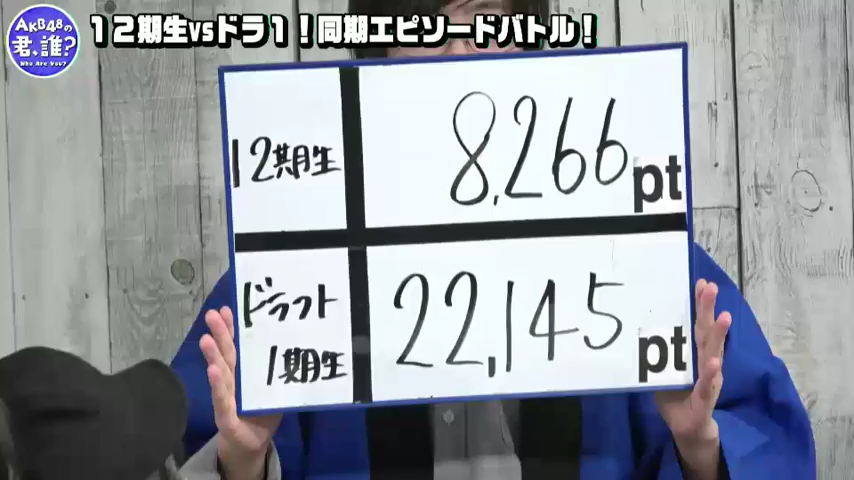 AKB48の
君、誰?
Who Are You?
12期生vsドラ1!同期エピソードバトル!
12期生
8,266pt
ドラフト
1期生
22,145pt